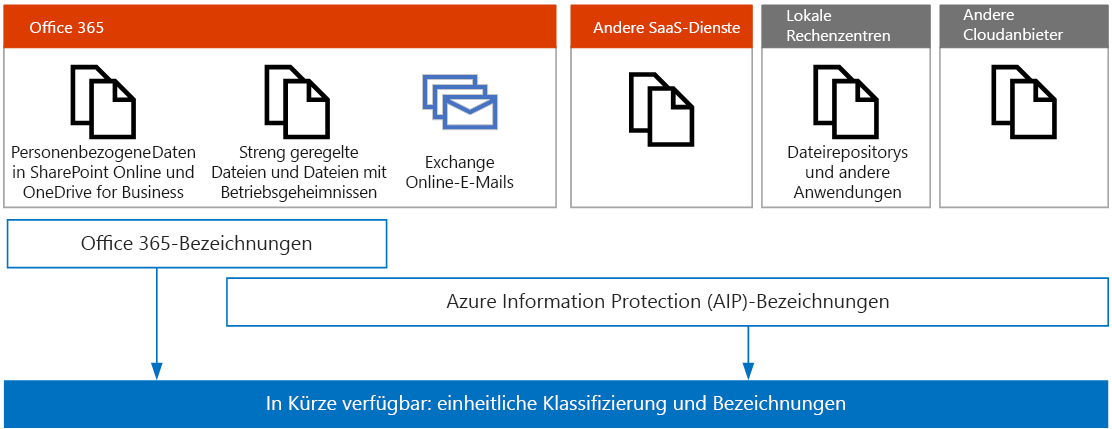 Office 365
Andere SaaS-Dienste
Lokale
Rechenzentren
Andere
Cloudanbieter
PersonenbezogeneDaten
in SharePoint Online und
OneDrive for Business
Streng geregelte
Dateien und Dateien mit
Betriebsgeheimnissen
Exchange
Online-E-Mails
Dateirepositorys
und andere
Anwendungen
Office 365-Bezeichnungen
Azure Information Protection (AIP)-Bezeichnungen
In Kürze verfügbar: einheitliche Klassifizierung und Bezeichnungen